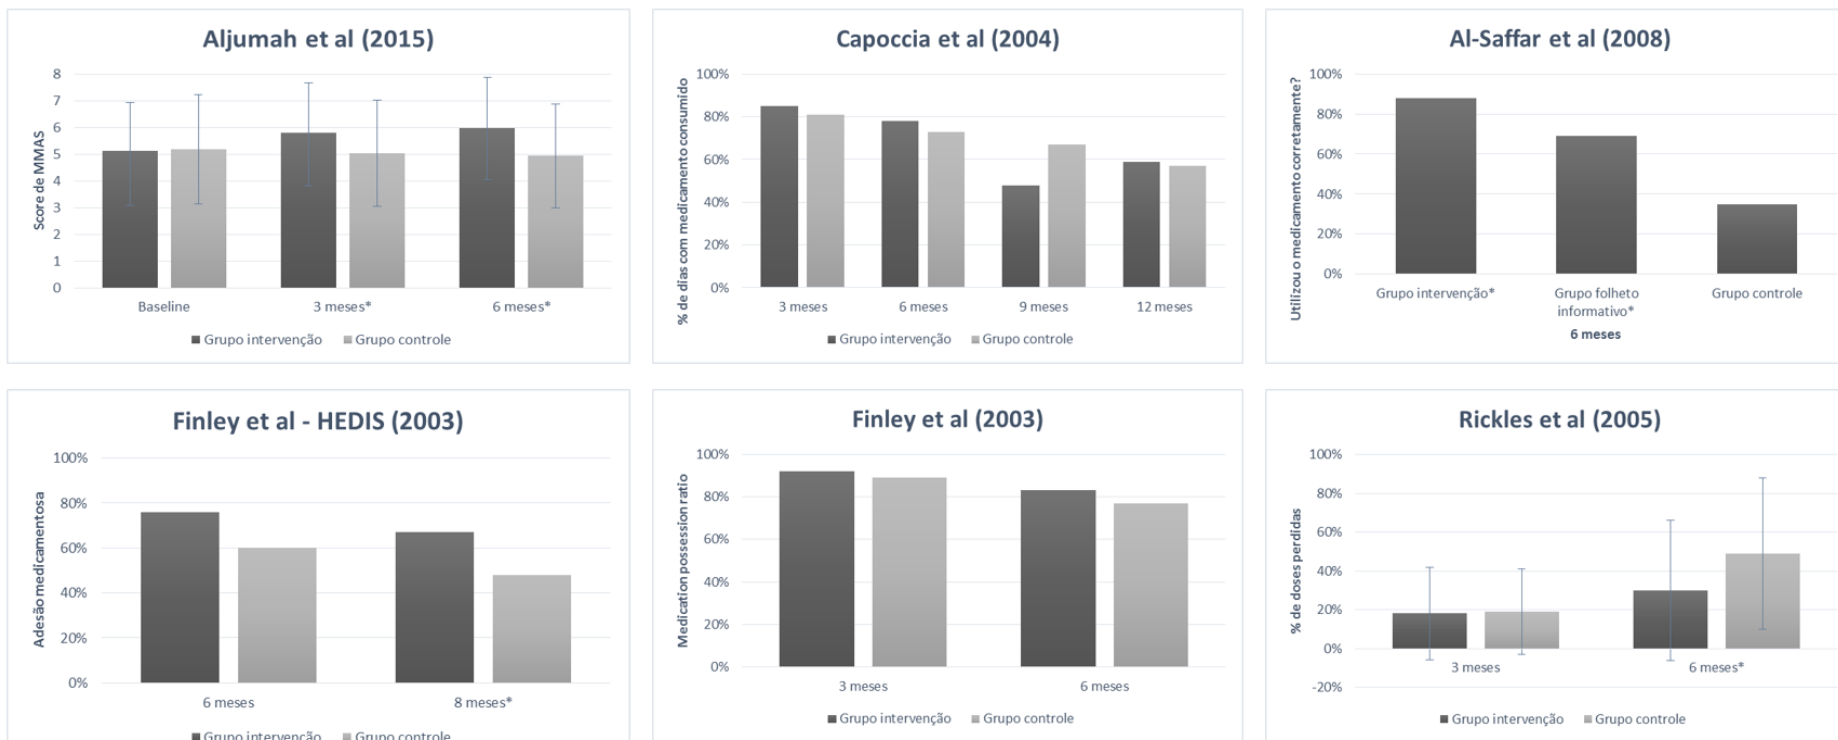 Aljumah et al (2015)
Score de MMAS
8
7
6
5
4
3
2
1
0
Baseline
3 meses*
6 meses*
Grupo intervenção
Grupo controle
Capoccia et al (2004)
% de dias com medicamento consumido
100%
80%
60%
40%
20%
0%
3 meses
6 meses
9 meses
12 meses
Grupo intervenção
Grupo controle
Al-Saffar et al (2008)
Utilizou o medicamento corretamente?
100%
80%
60%
40%
20%
0%
Grupo intervenção*
Grupo folheto
informativo*
Grupo controle
6 meses
Finley et al - HEDIS (2003)
Adesão medicamentosa
100%
80%
60%
40%
20%
0%
6 meses
8 meses*
Grupo intervenção
Grupo controle
Finley et al (2003)
Medication possession ratio
100%
80%
60%
40%
20%
0%
3 meses
6 meses
Grupo intervenção
Grupo controle
Rickles et al (2005)
% de doses perdidas
100%
80%
60%
40%
20%
0%
-20%
3 meses
6 meses*
Grupo intervenção
Grupo controle